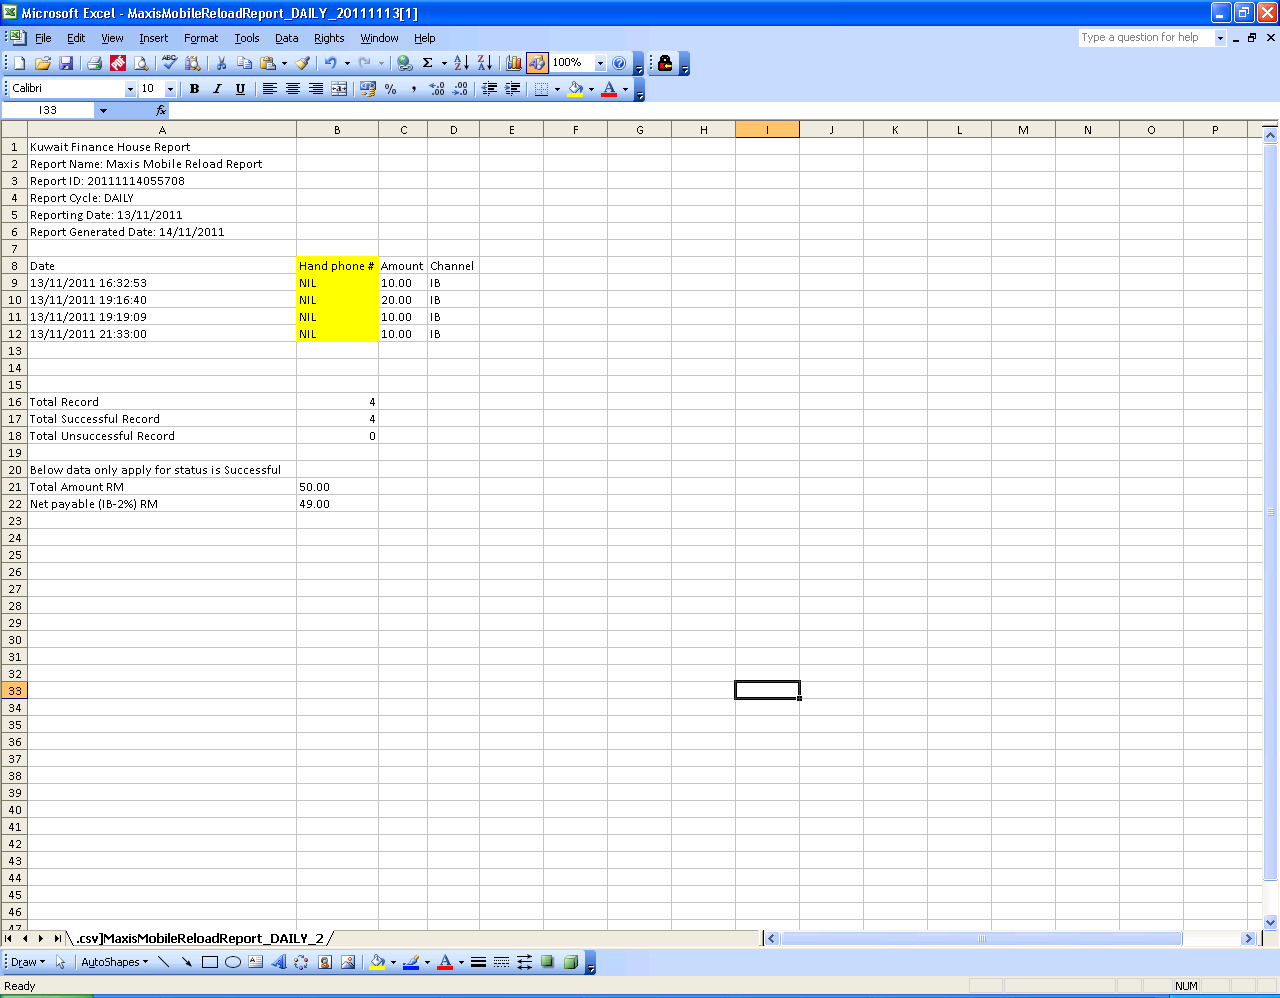 Microsoft Excel - MaxisMobileReloadReport_DAILY_20111113[1]
File Edit View Insert Format Tools Data Rights Window Help Type a question for help
100%
Calibri 10 B I U % ,
I33 fx
A B C D E F G H I J K L M N O P
1 Kuwait Finance House Report
2 Report Name: Maxis Mobile Reload Report
3 Report ID: 20111114055708
4 Report Cycle: DAILY
5 Reporting Date: 13/11/2011
6 Report Generated Date: 14/11/2011
7
8 Date Hand phone # Amount Channel
9 13/11/2011 16:32:53 NIL 10.00 IB
10 13/11/2011 19:16:40 NIL 20.00 IB
11 13/11/2011 19:19:09 NIL 10.00 IB
12 13/11/2011 21:33:00 NIL 10.00 IB
13
14
15
16 Total Record 4
17 Total Successful Record 4
18 Total Unsuccessful Record 0
19
20 Below data only apply for status is Successful
21 Total Amount RM 50.00
22 Net payable (IB-2%) RM 49.00
23
24
25
26
27
28
29
30
31
32
33
34
35
36
37
38
39
40
41
42
43
44
45
46
47
.csv]MaxisMobileReloadReport_DAILY_2
Draw AutoShapes
Ready NUM